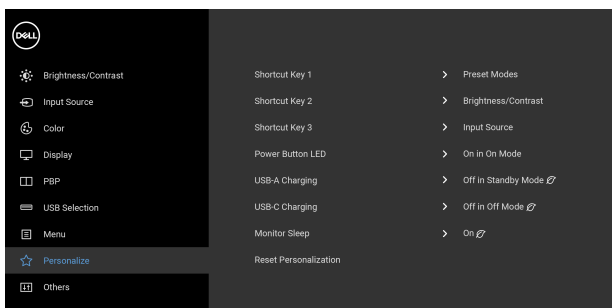 DELL
Brightness/Contrast
Input Source
Color
Display
PBP
USB Selection
Menu
Personalize
Others
Shortcut Key 1 > Preset Modes
Shortcut Key 2 > Brightness/Contrast
Shortcut Key 3 > Input Source
Power Button LED > On in On Mode
USB-A Charging > Off in Standby Mode
USB-C Charging > Off in Off Mode
Monitor Sleep > On
Reset Personalization